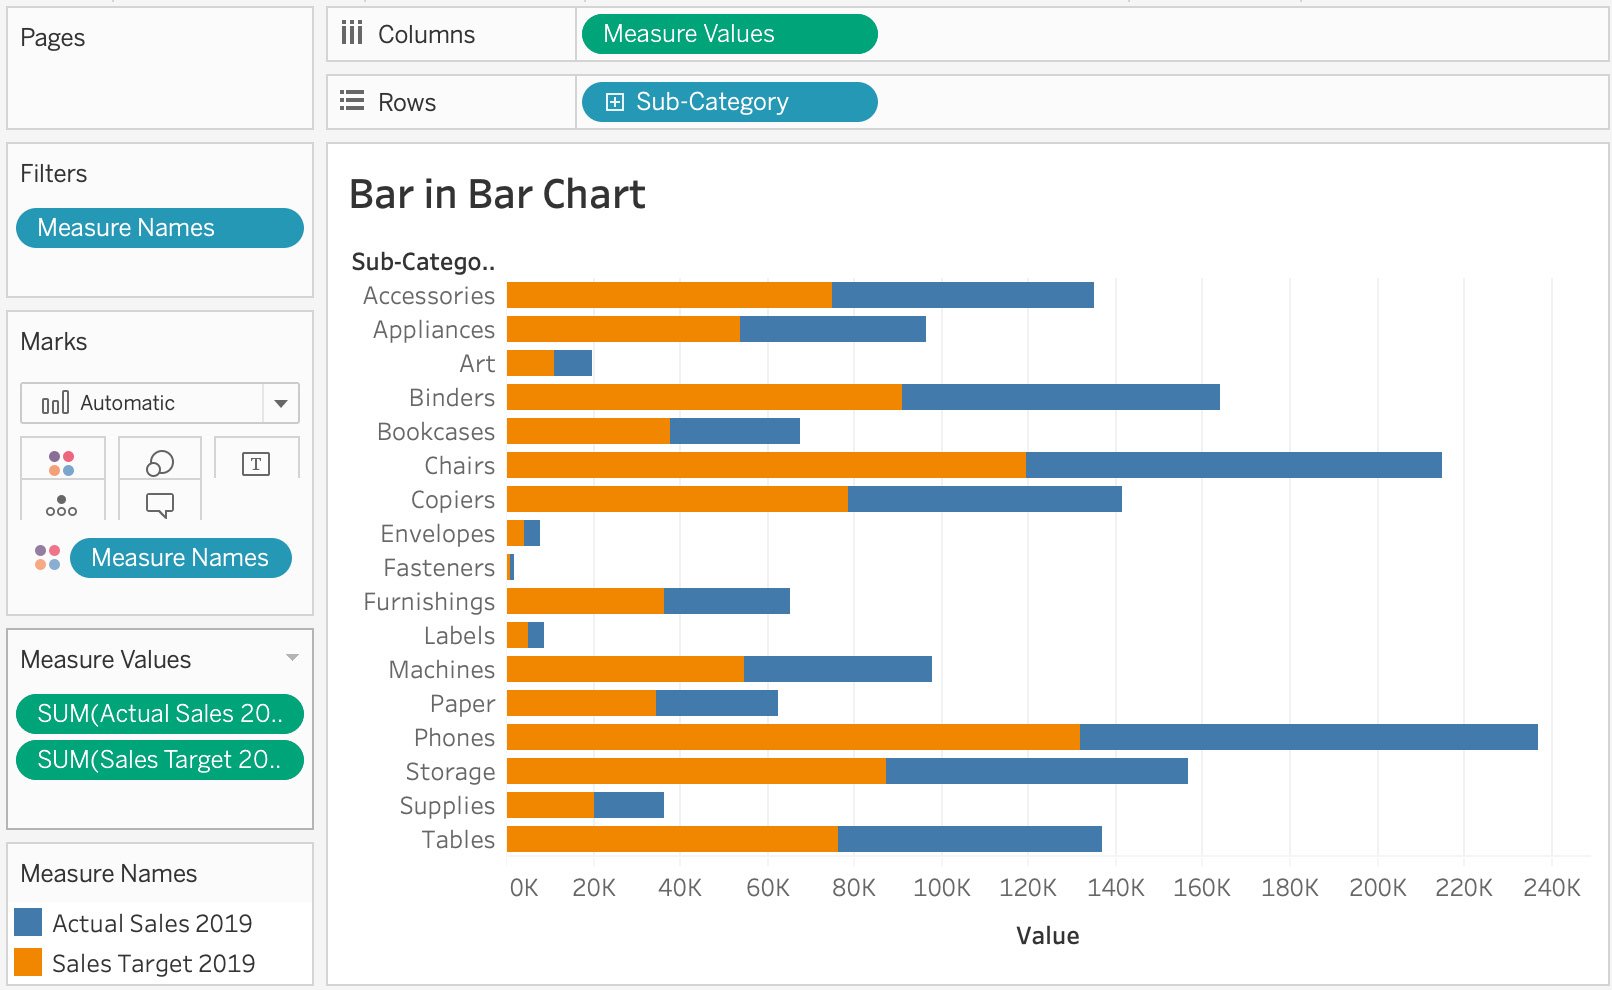 Pages
Columns
Measure Values
Rows
Sub-Category
Filters
Measure Names
Marks
Automatic
T
Measure Names
Measure Values
SUM(Actual Sales 20..
SUM(Sales Target 20..
Measure Names
Actual Sales 2019
Sales Target 2019
Bar in Bar Chart
Sub-Catego..
Accessories
Appliances
Art
Binders
Bookcases
Chairs
Copiers
Envelopes
Fasteners
Furnishings
Labels
Machines
Paper
Phones
Storage
Supplies
Tables
0K 20K 40K 60K 80K 100K 120K 140K 160K 180K 200K 220K 240K
Value